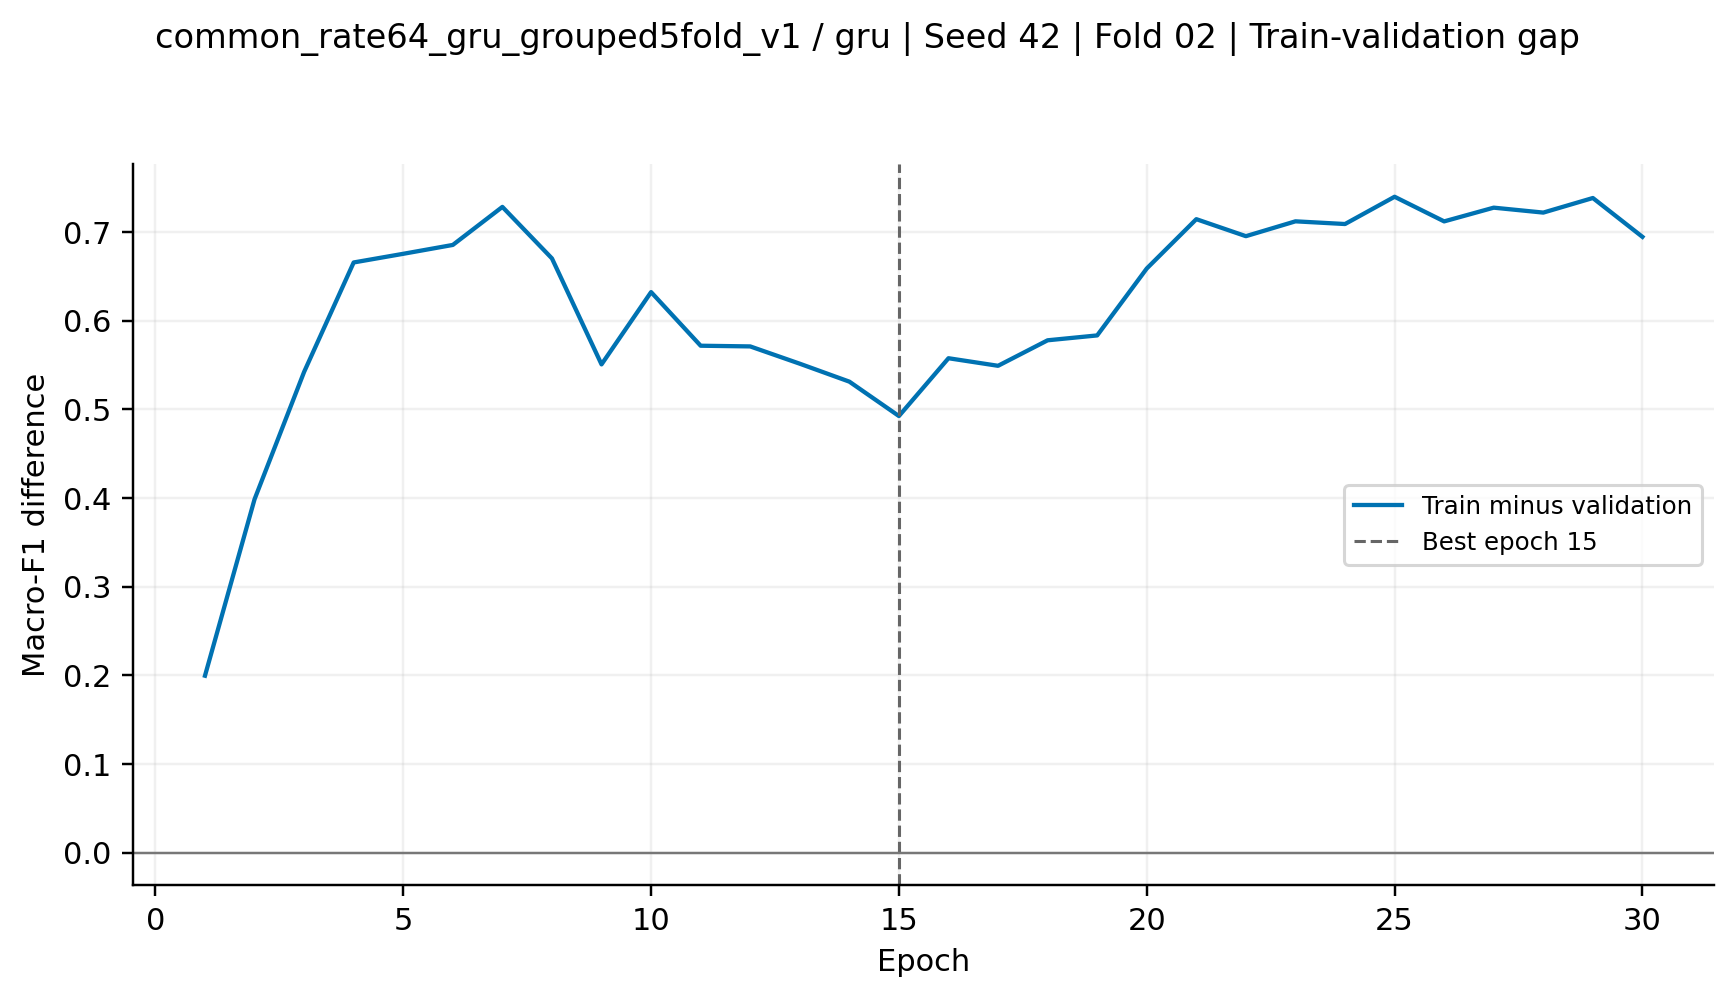 common_rate64_gru_grouped5fold_v1 / gru | Seed 42 | Fold 02 | Train-validation gap
Macro-F1 difference
0.7
0.6
0.5
0.4
0.3
0.2
0.1
0.0
Train minus validation
Best epoch 15
0 5 10 15 20 25 30
Epoch